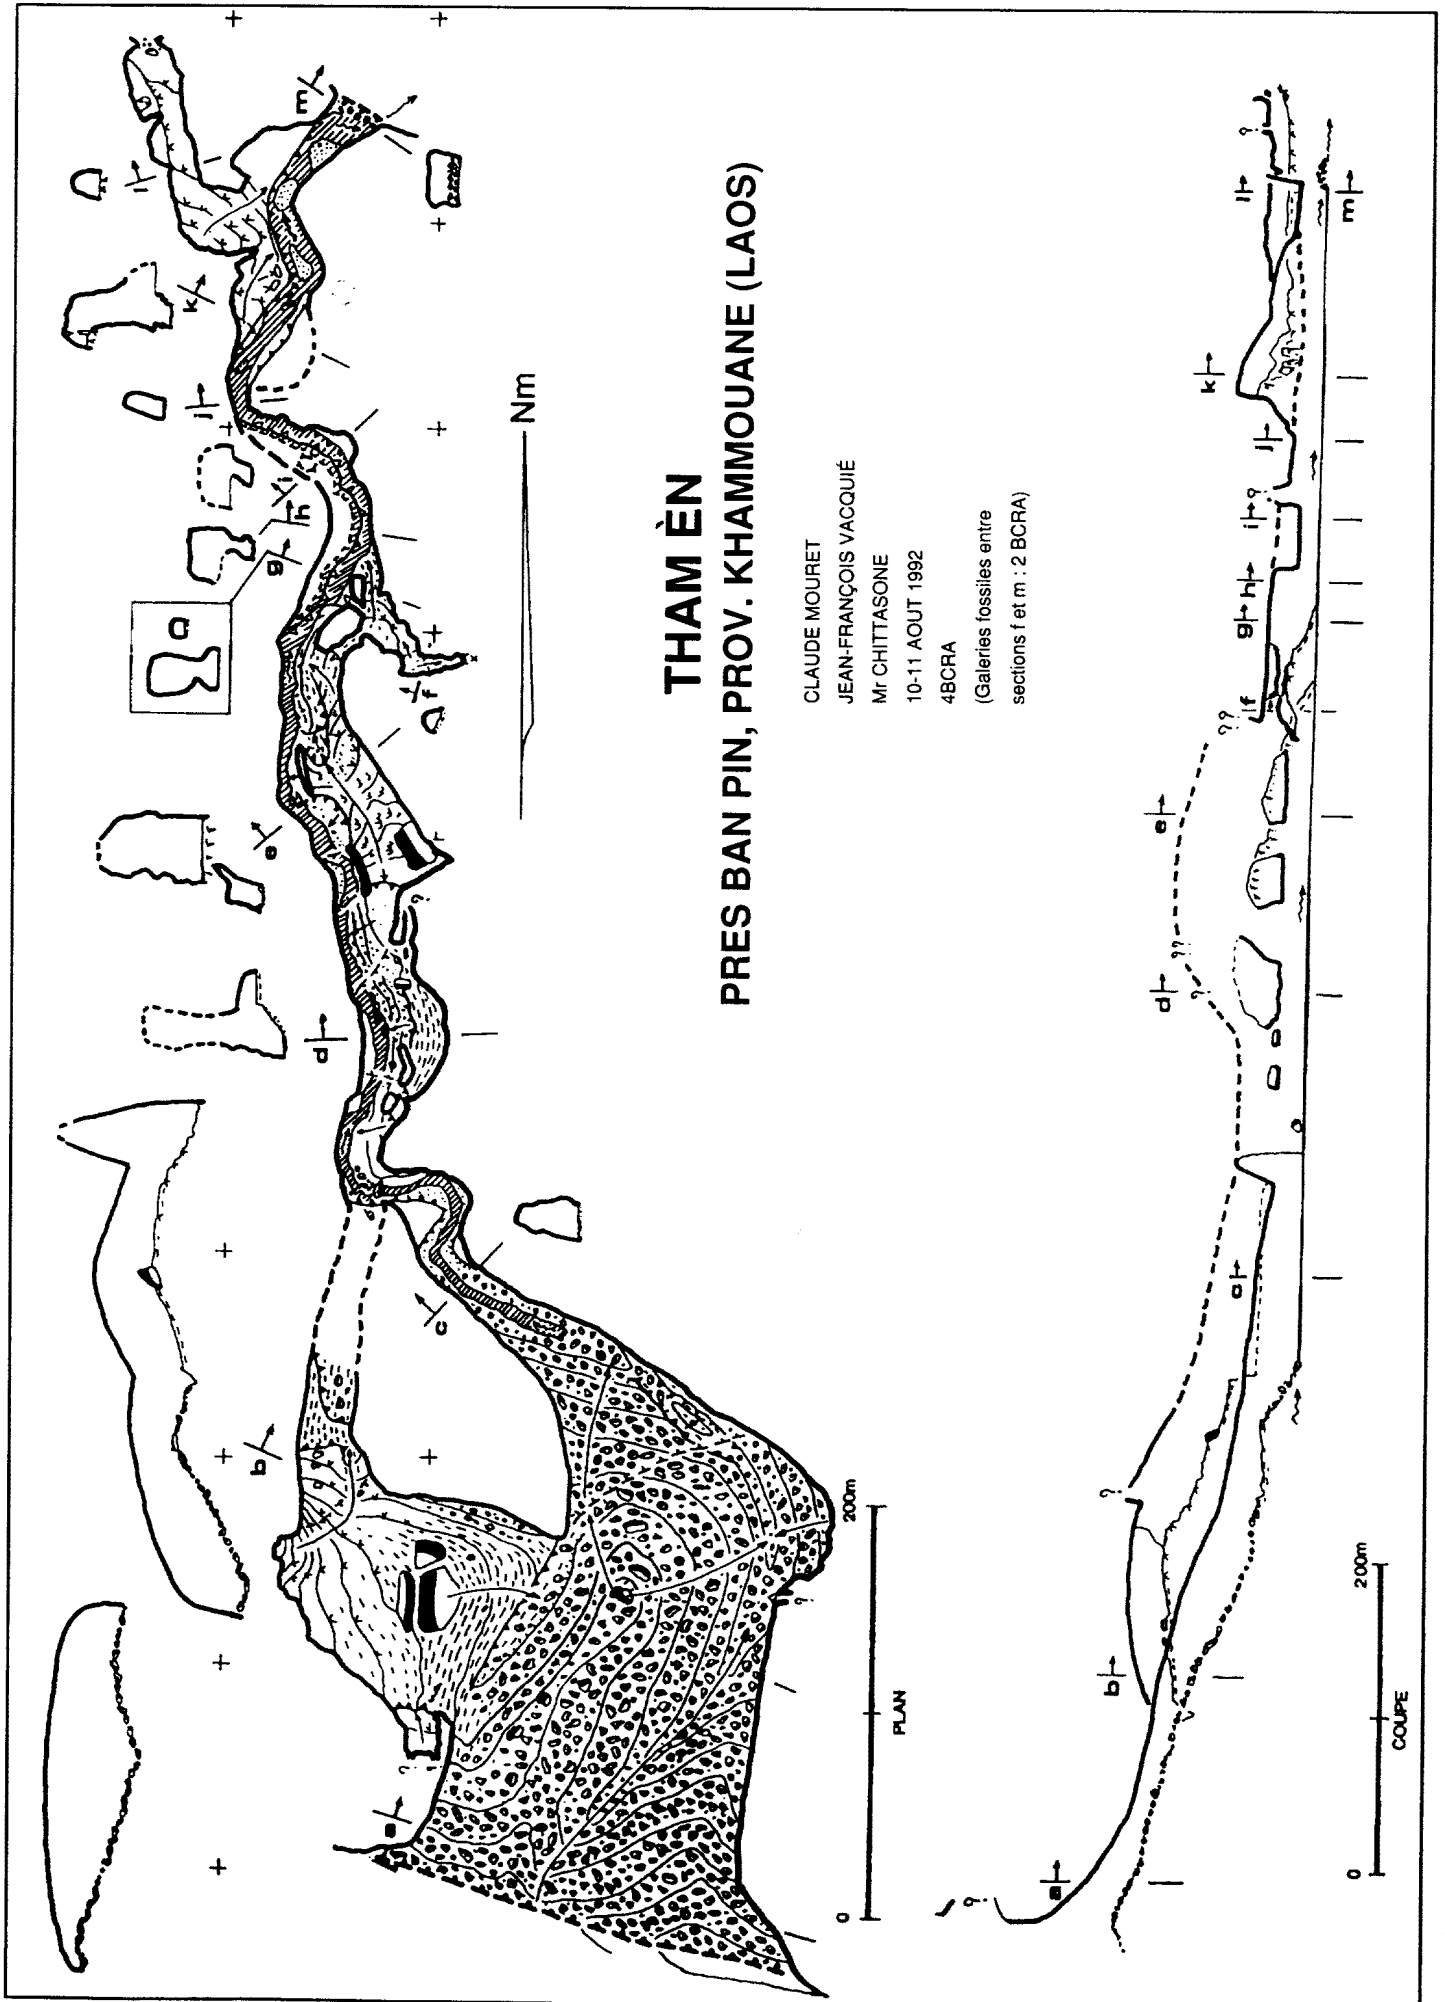 THAM ÈN
PRES BAN PIN, PROV. KHAMMOUANE (LAOS)
CLAUDE MOURET
JEAN-FRANÇOIS VACQUIÉ
Mr CHITTASONE
10-11 AOUT 1992
4BCRA
(Galeries fossiles entre
sections f et m : 2 BCRA)
Nm
a
b
c
d
e
f
g
h
i
j
k
l
m
a
?
?
?
0
200m
PLAN
?
a
b
?
c
d
?
??
e
??
f
g
h
i
?
j
k
l
?
m
0
200m
COUPE